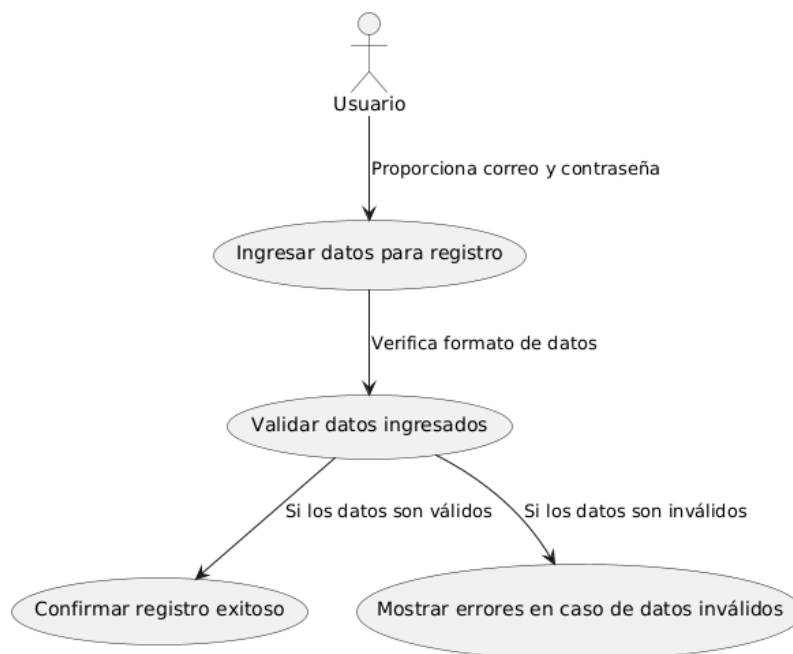 Usuario
Proporciona correo y contraseña
Ingresar datos para registro
Verifica formato de datos
Validar datos ingresados
Si los datos son válidos
Si los datos son inválidos
Confirmar registro exitoso
Mostrar errores en caso de datos inválidos